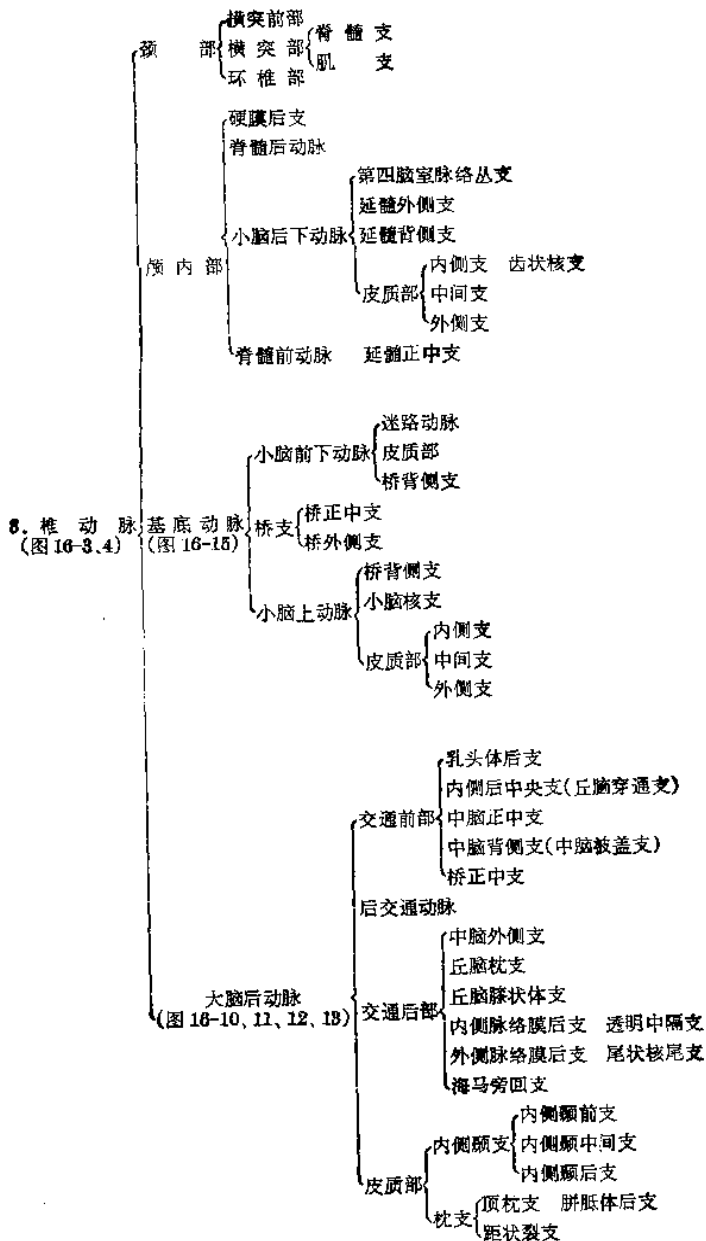 横突前部
颈 部 横突部 脊髓支
肌 支
环椎部
硬膜后支
脊髓后动脉
第四脑室脉络丛支
延髓外侧支
小脑后下动脉 延髓背侧支
颅内部 内侧支 齿状核支
皮质部 中间支
外侧支
脊髓前动脉 延髓正中支
迷路动脉
小脑前下动脉 皮质部
桥背侧支
8. 椎动脉 基底动脉 桥支 桥正中支
(图 16-3、4) (图 16-15) 桥外侧支
桥背侧支
小脑上动脉 小脑核支
内侧支
皮质部 中间支
外侧支
乳头体后支
内侧后中央支(丘脑穿通支)
交通前部 中脑正中支
中脑背侧支(中脑被盖支)
桥正中支
后交通动脉
中脑外侧支
丘脑枕支
大脑后动脉 交通后部 丘脑膝状体支
(图 16-10、11、12、13) 内侧脉络膜后支 透明中隔支
外侧脉络膜后支 尾状核尾支
海马旁回支
内侧颞前支
内侧颞支 内侧颞中间支
内侧颞后支
皮质部
顶枕支 胼胝体后支
枕支
距状裂支